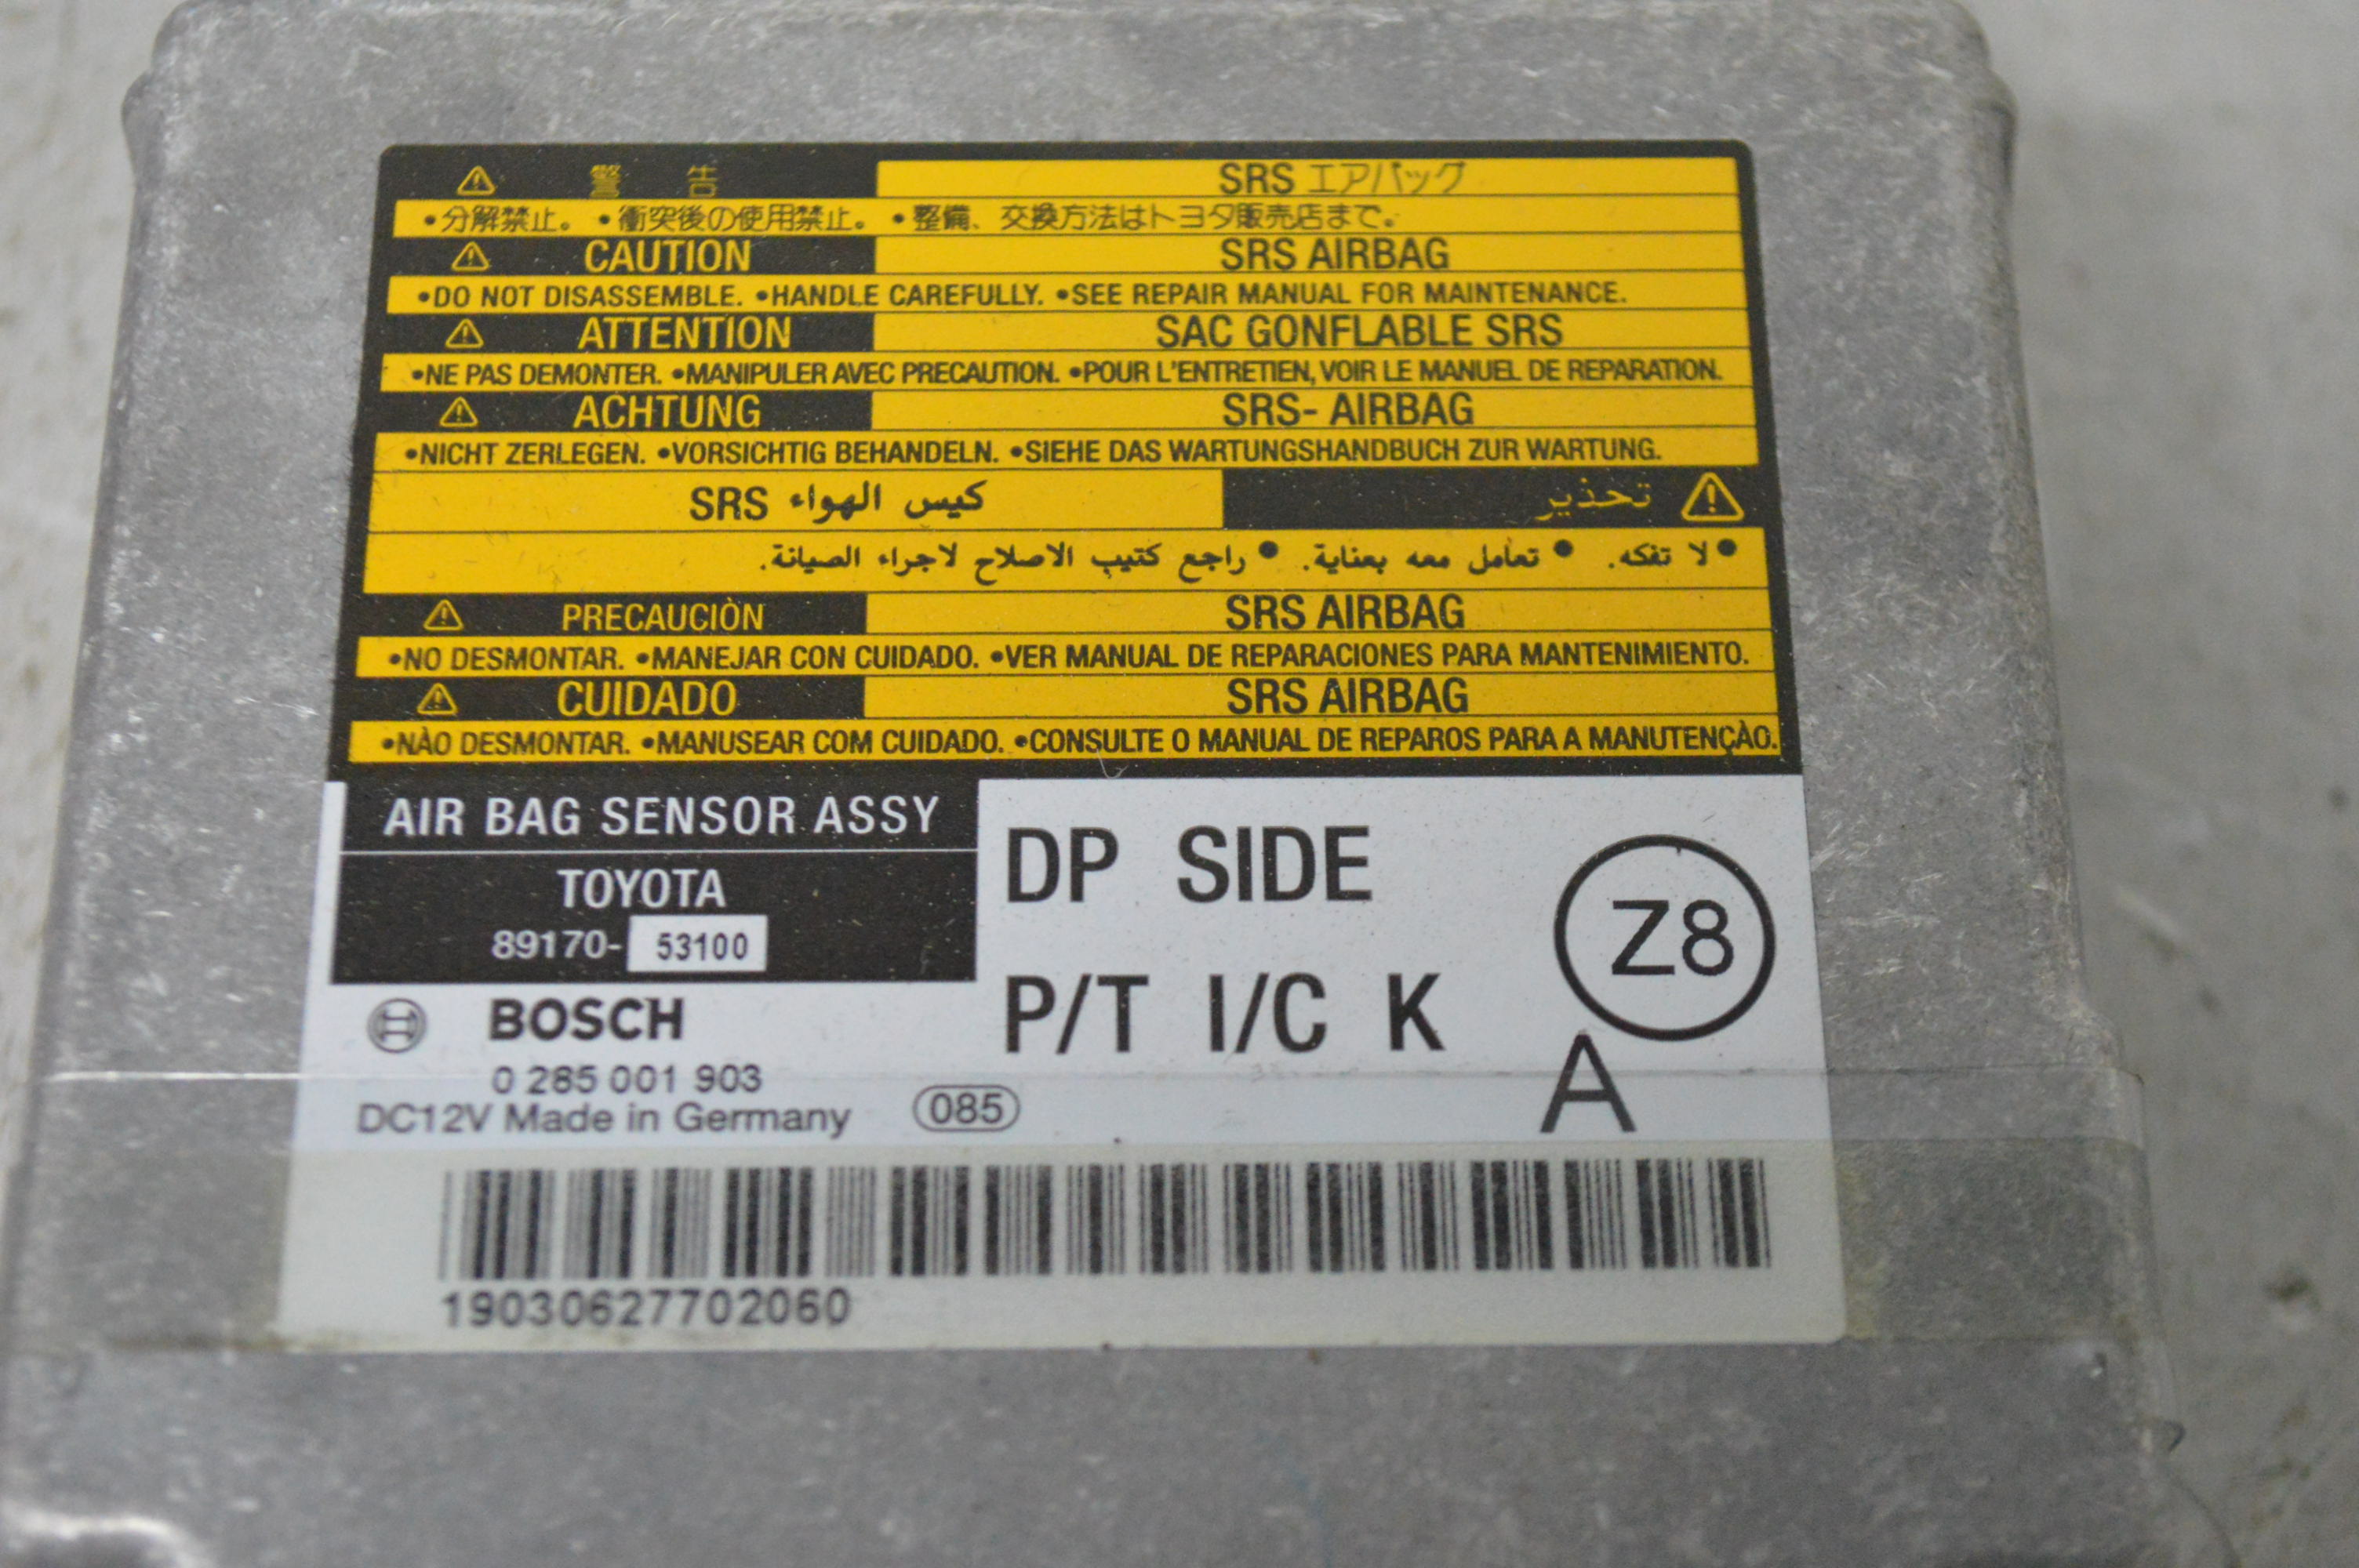 ⚠ 警告 SRS エアバッグ
•分解禁止。 •衝突後の使用禁止。 •整備、交換方法はトヨタ販売店まで。
⚠ CAUTION SRS AIRBAG
•DO NOT DISASSEMBLE. •HANDLE CAREFULLY. •SEE REPAIR MANUAL FOR MAINTENANCE.
⚠ ATTENTION SAC GONFLABLE SRS
•NE PAS DEMONTER. •MANIPULER AVEC PRECAUTION. •POUR L'ENTRETIEN, VOIR LE MANUEL DE REPARATION.
⚠ ACHTUNG SRS- AIRBAG
•NICHT ZERLEGEN. •VORSICHTIG BEHANDELN. •SIEHE DAS WARTUNGSHANDBUCH ZUR WARTUNG.
⚠ تحذير كيس الهواء SRS
• لا تفكه. • تعامل معه بعناية. • راجع كتيب الاصلاح لاجراء الصيانة.
⚠ PRECAUCIÒN SRS AIRBAG
•NO DESMONTAR. •MANEJAR CON CUIDADO. •VER MANUAL DE REPARACIONES PARA MANTENIMIENTO.
⚠ CUIDADO SRS AIRBAG
•NÀO DESMONTAR. •MANUSEAR COM CUIDADO. •CONSULTE O MANUAL DE REPAROS PARA A MANUTENÇÀO.
AIR BAG SENSOR ASSY
TOYOTA
89170- 53100
DP SIDE
P/T I/C K
Z8
A
BOSCH
0 285 001 903
DC12V Made in Germany 085
19030627702060